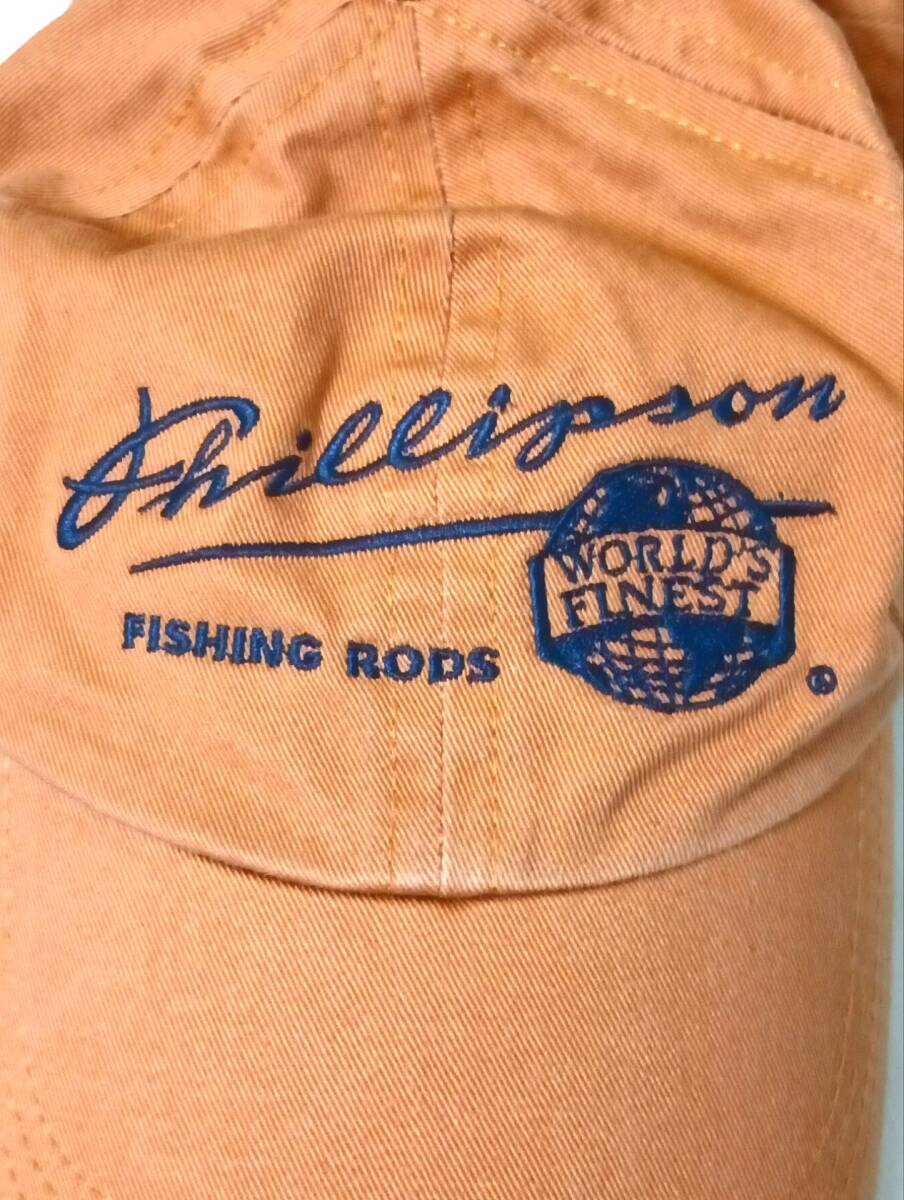 Phillipson
WORLD'S
FINEST
FISHING RODS
®